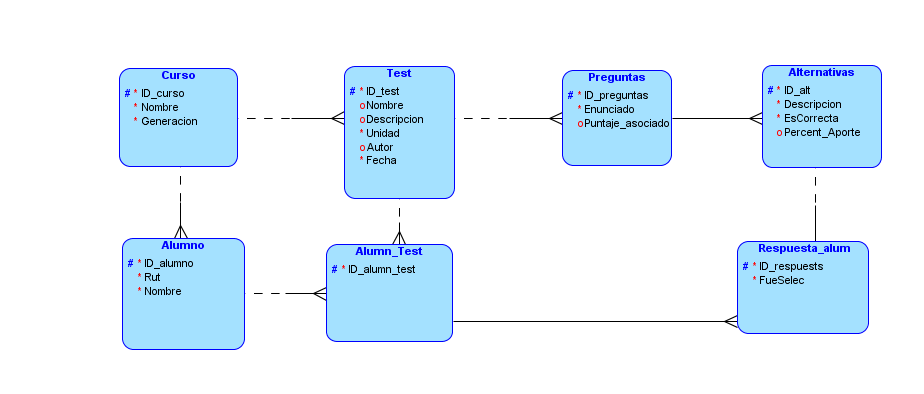 Curso
# * ID_curso
* Nombre
* Generacion
Test
# * ID_test
o Nombre
o Descripcion
* Unidad
o Autor
* Fecha
Preguntas
# * ID_preguntas
* Enunciado
o Puntaje_asociado
Alternativas
# * ID_alt
* Descripcion
* EsCorrecta
o Percent_Aporte
Alumno
# * ID_alumno
* Rut
* Nombre
Alumn_Test
# * ID_alumn_test
Respuesta_alum
# * ID_respuests
* FueSelec